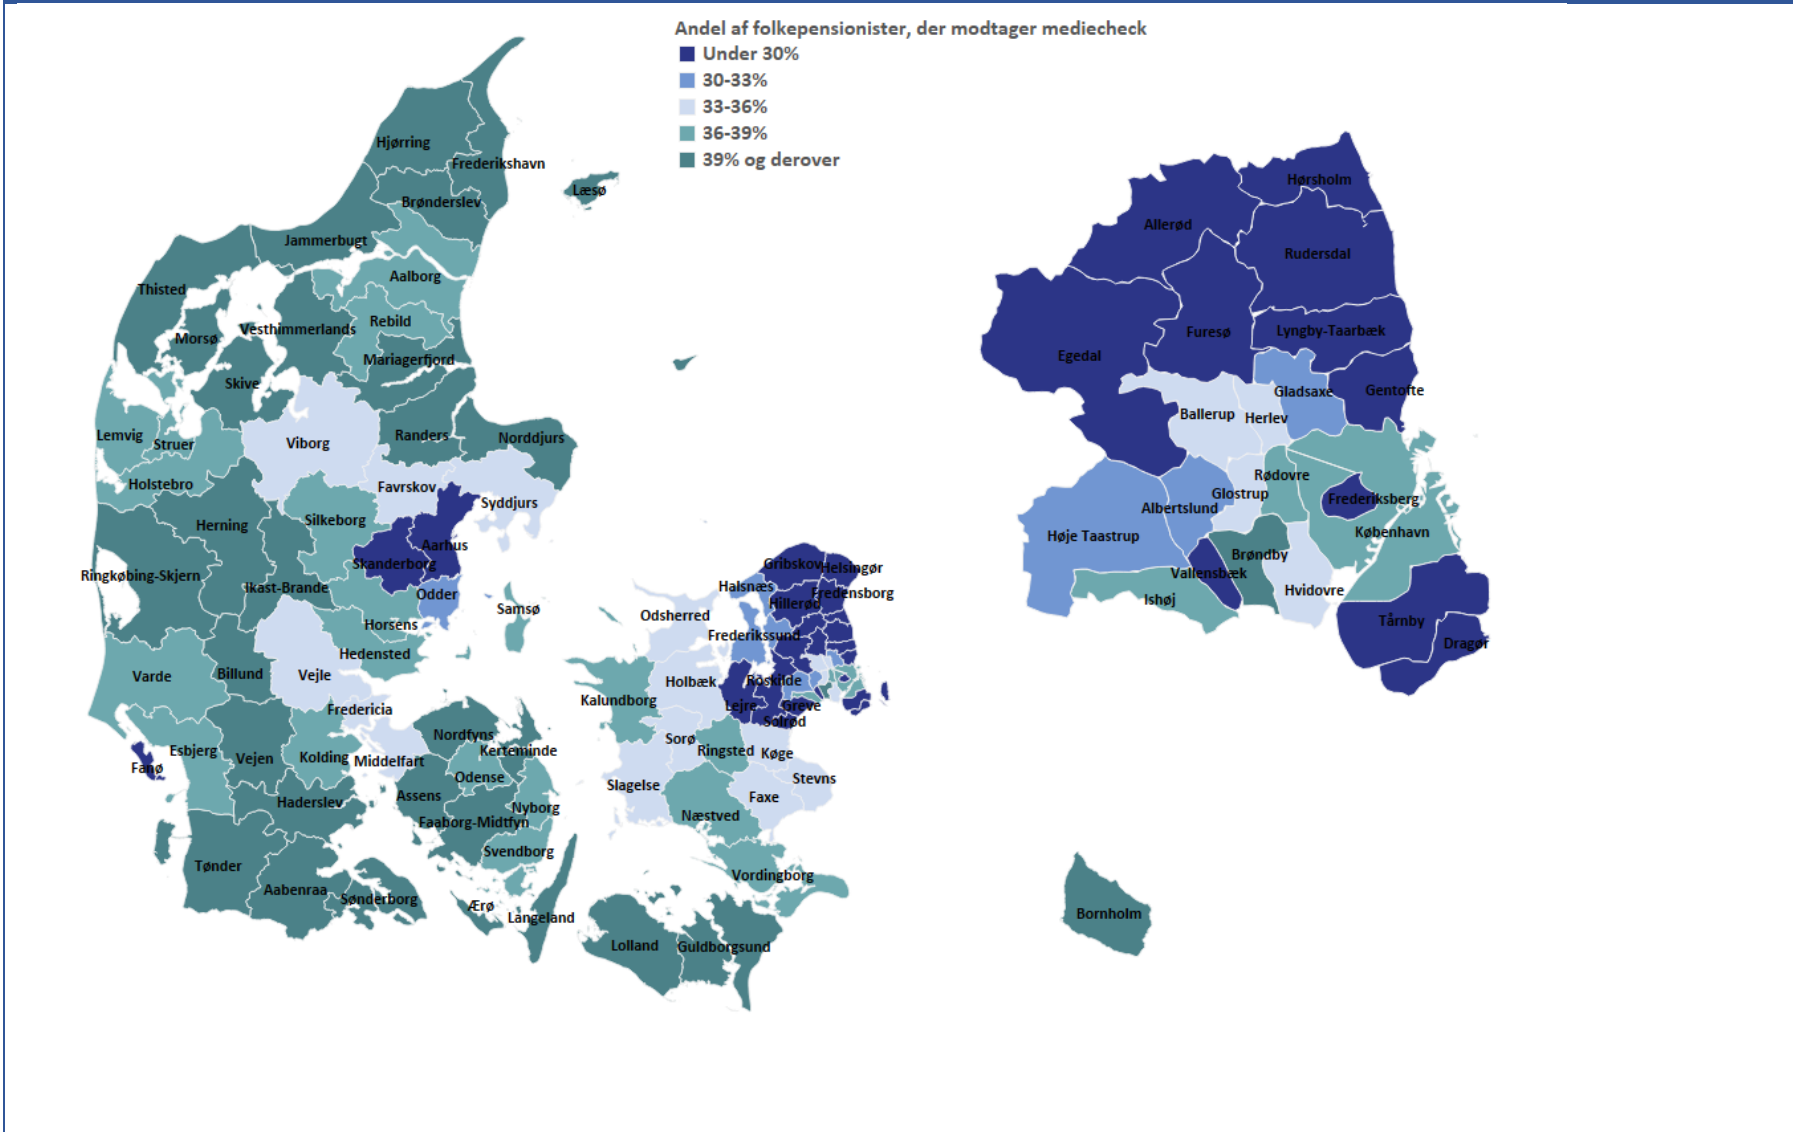 Andel af folkepensionister, der modtager mediecheck
Under 30%
30-33%
33-36%
36-39%
39% og derover
Hjørring
Frederikshavn
Læsø
Brønderslev
Jammerbugt
Aalborg
Thisted
Rebild
Vesthimmerlands
Morsø
Mariagerfjord
Skive
Lemvig
Struer
Viborg
Randers
Norddjurs
Holstebro
Favrskov
Syddjurs
Herning
Silkeborg
Aarhus
Skanderborg
Ringkøbing-Skjern
Ikast-Brande
Odder
Samsø
Horsens
Hedensted
Varde
Billund
Vejle
Fredericia
Esbjerg
Fanø
Vejen
Kolding
Middelfart
Nordfyns
Kerteminde
Odense
Haderslev
Assens
Nyborg
Faaborg-Midtfyn
Svendborg
Tønder
Aabenraa
Sønderborg
Ærø
Langeland
Gribskov
Helsingør
Halsnæs
Fredensborg
Hillerød
Odsherred
Frederikssund
Holbæk
Roskilde
Kalundborg
Lejre
Greve
Solrød
Sorø
Ringsted
Køge
Slagelse
Stevns
Faxe
Næstved
Vordingborg
Lolland
Guldborgsund
Hørsholm
Allerød
Rudersdal
Furesø
Lyngby-Taarbæk
Egedal
Gladsaxe
Gentofte
Ballerup
Herlev
Rødovre
Glostrup
Frederiksberg
Albertslund
København
Høje Taastrup
Brøndby
Vallensbæk
Hvidovre
Ishøj
Tårnby
Dragør
Bornholm